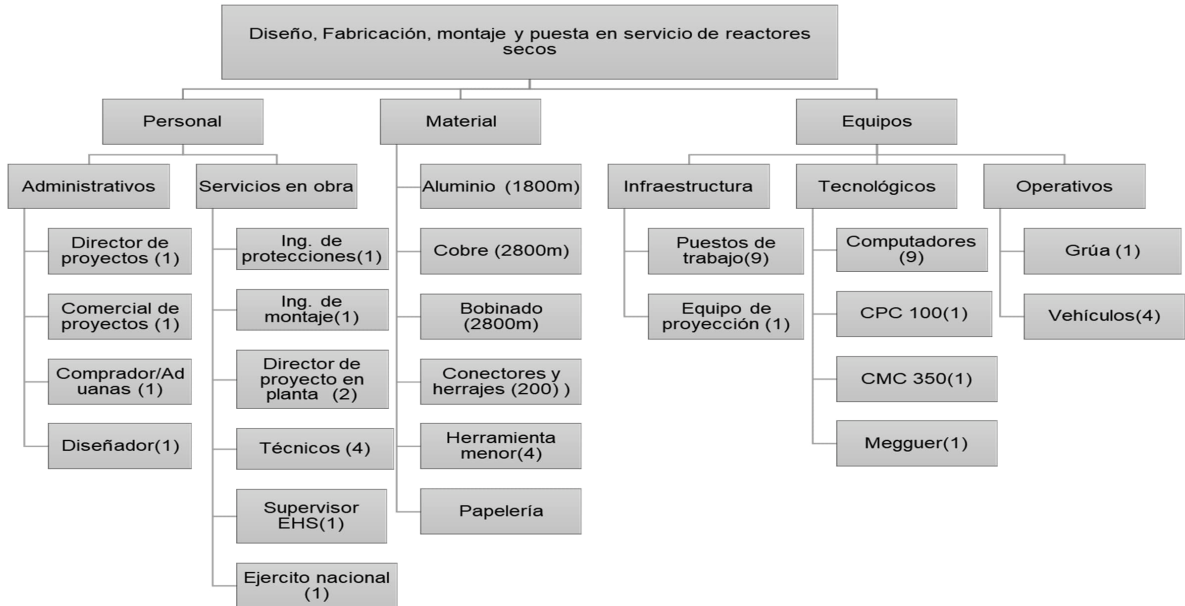 Diseño, Fabricación, montaje y puesta en servicio de reactores
secos
Personal
Material
Equipos
Administrativos
Servicios en obra
Infraestructura
Tecnológicos
Operativos
Director de
proyectos (1)
Comercial de
proyectos (1)
Comprador/Ad
uanas (1)
Diseñador(1)
Ing. de
protecciones(1)
Ing. de
montaje(1)
Director de
proyecto en
planta (2)
Técnicos (4)
Supervisor
EHS(1)
Ejercito nacional
(1)
Aluminio (1800m)
Cobre (2800m)
Bobinado
(2800m)
Conectores y
herrajes (200) )
Herramienta
menor(4)
Papelería
Puestos de
trabajo(9)
Equipo de
proyección (1)
Computadores
(9)
CPC 100(1)
CMC 350(1)
Megguer(1)
Grúa (1)
Vehículos(4)